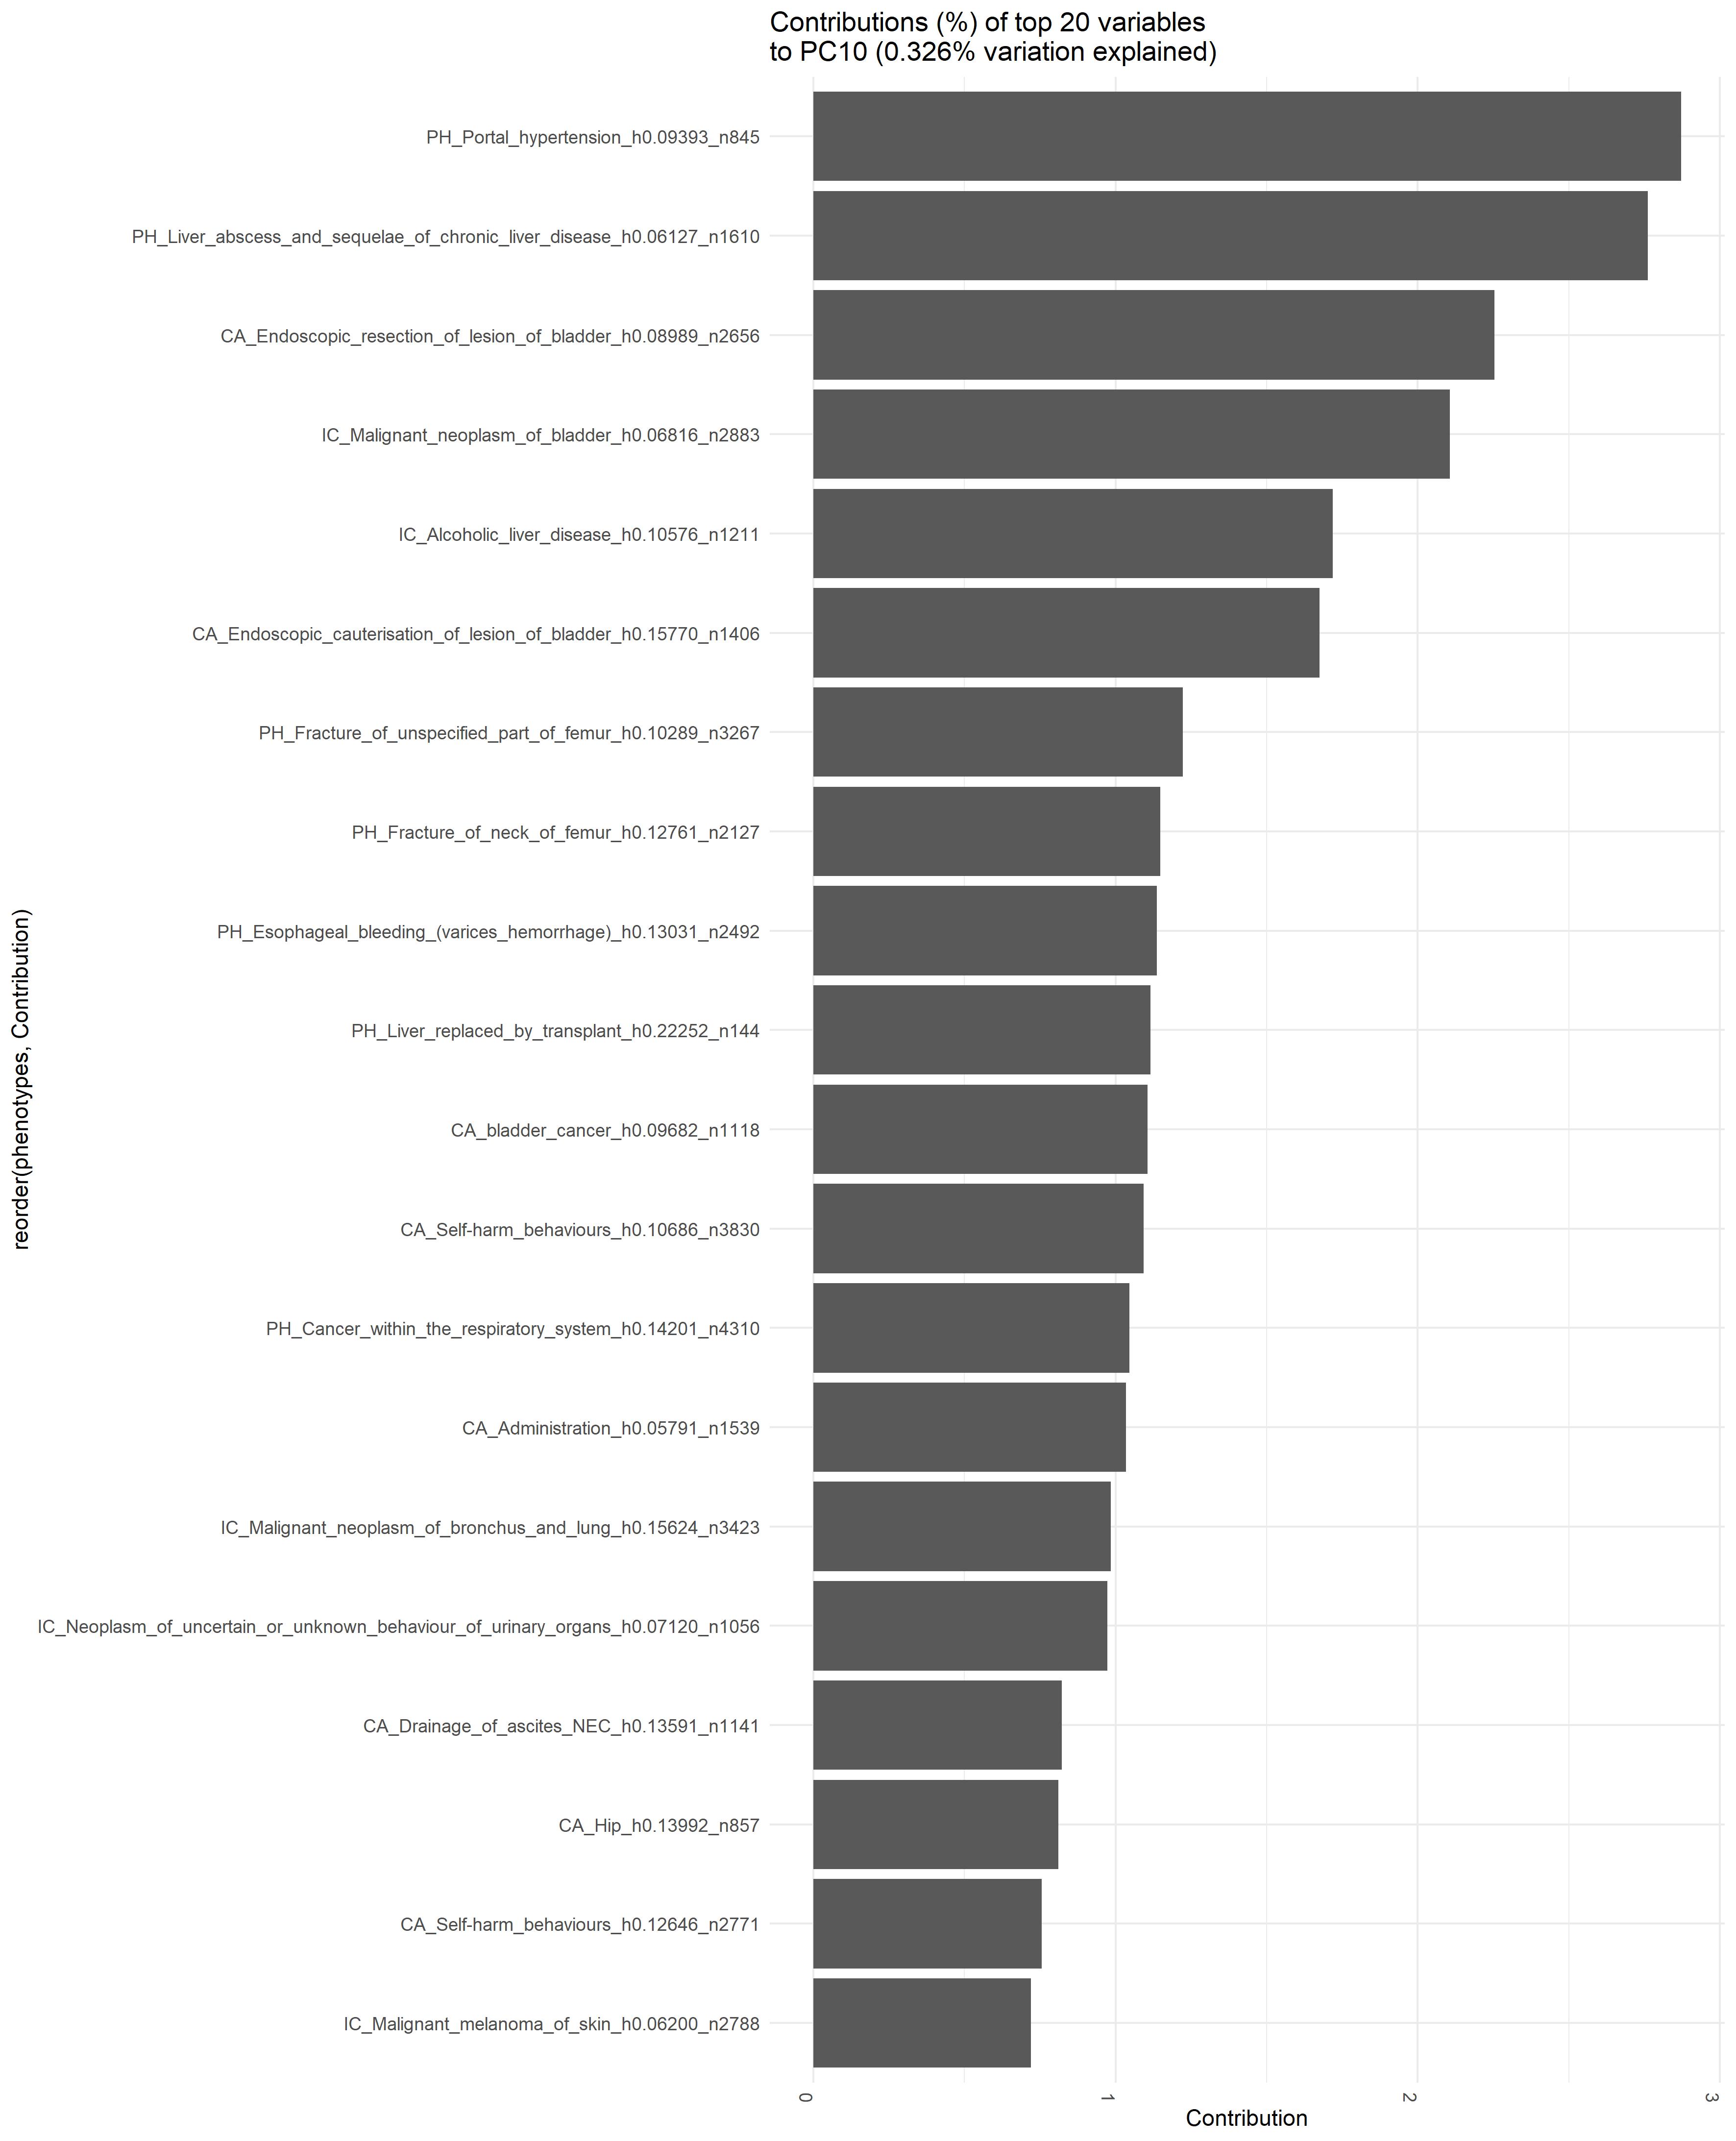 Contributions (%) of top 20 variables
to PC10 (0.326% variation explained)
PH_Portal_hypertension_h0.09393_n845
PH_Liver_abscess_and_sequelae_of_chronic_liver_disease_h0.06127_n1610
CA_Endoscopic_resection_of_lesion_of_bladder_h0.08989_n2656
IC_Malignant_neoplasm_of_bladder_h0.06816_n2883
IC_Alcoholic_liver_disease_h0.10576_n1211
CA_Endoscopic_cauterisation_of_lesion_of_bladder_h0.15770_n1406
PH_Fracture_of_unspecified_part_of_femur_h0.10289_n3267
PH_Fracture_of_neck_of_femur_h0.12761_n2127
PH_Esophageal_bleeding_(varices_hemorrhage)_h0.13031_n2492
PH_Liver_replaced_by_transplant_h0.22252_n144
CA_bladder_cancer_h0.09682_n1118
CA_Self-harm_behaviours_h0.10686_n3830
PH_Cancer_within_the_respiratory_system_h0.14201_n4310
CA_Administration_h0.05791_n1539
IC_Malignant_neoplasm_of_bronchus_and_lung_h0.15624_n3423
IC_Neoplasm_of_uncertain_or_unknown_behaviour_of_urinary_organs_h0.07120_n1056
CA_Drainage_of_ascites_NEC_h0.13591_n1141
CA_Hip_h0.13992_n857
CA_Self-harm_behaviours_h0.12646_n2771
IC_Malignant_melanoma_of_skin_h0.06200_n2788
reorder(phenotypes, Contribution)
0 1 2 3
Contribution